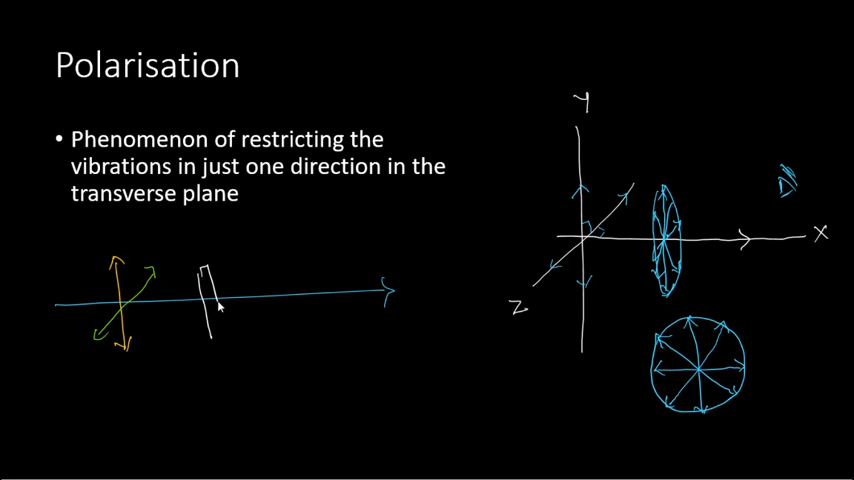 Polarisation
• Phenomenon of restricting the
vibrations in just one direction in the
transverse plane
Y
X
Z